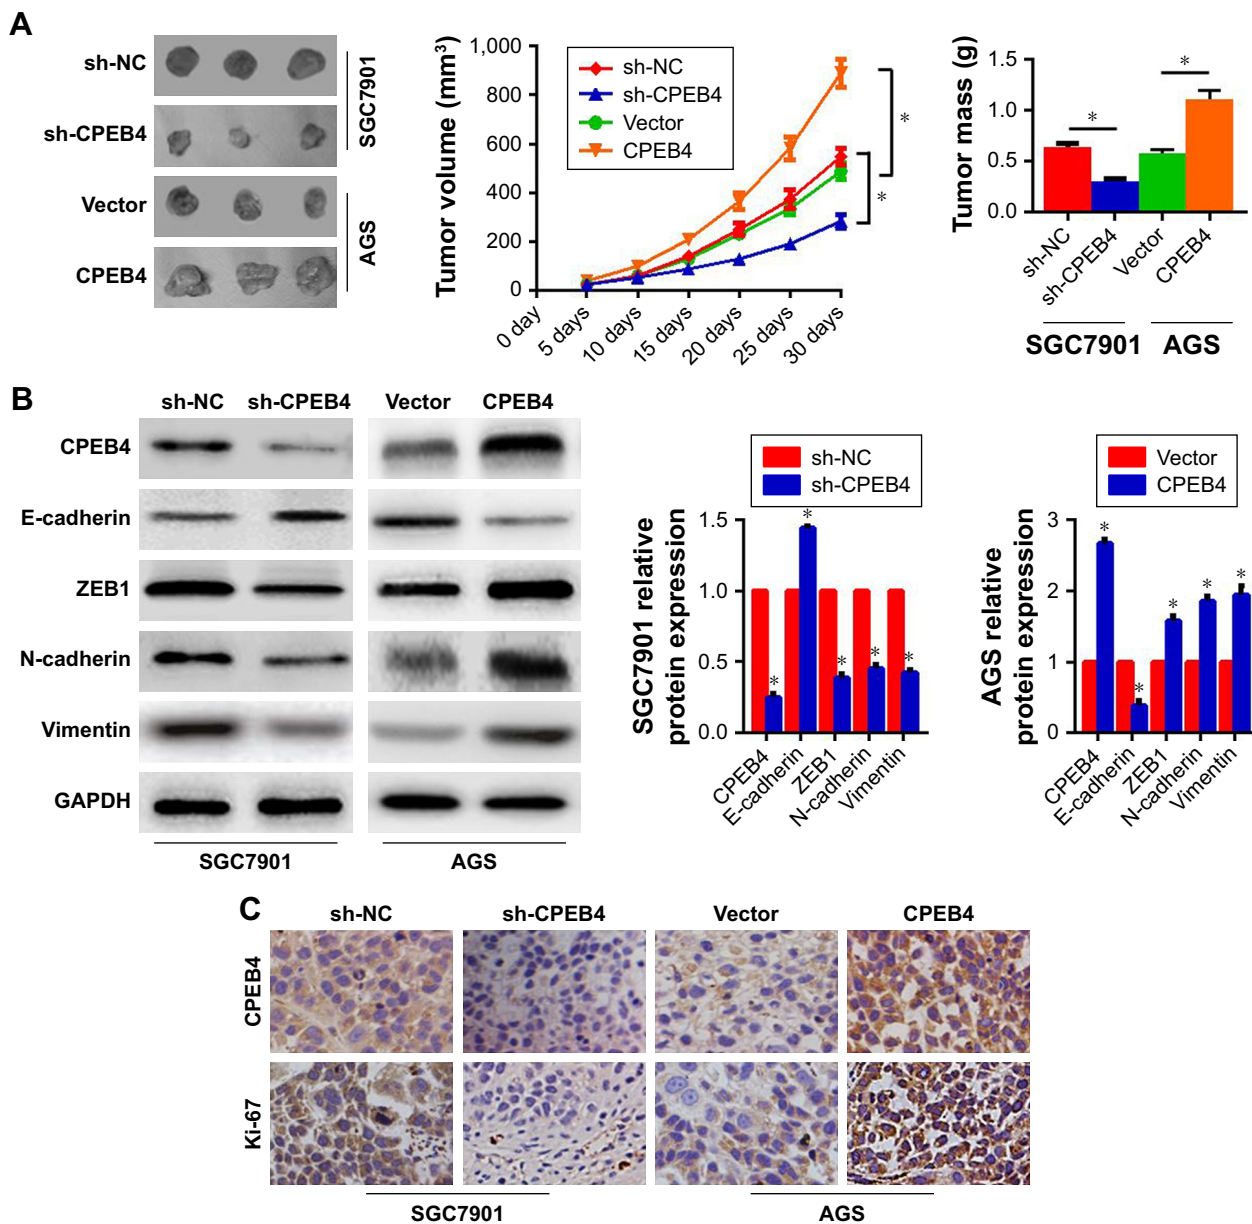 A
sh-NC
sh-CPEB4
Vector
CPEB4
SGC7901
AGS
Tumor volume (mm³)
1,000
800
600
400
200
0
sh-NC
sh-CPEB4
Vector
CPEB4
*
*
0 day
5 days
10 days
15 days
20 days
25 days
30 days
Tumor mass (g)
1.5
1.0
0.5
0.0
*
*
sh-NC
sh-CPEB4
Vector
CPEB4
SGC7901 AGS
B
sh-NC sh-CPEB4 Vector CPEB4
CPEB4
E-cadherin
ZEB1
N-cadherin
Vimentin
GAPDH
SGC7901 AGS
sh-NC
sh-CPEB4
SGC7901 relative
protein expression
1.5
1.0
0.5
0.0
* * * * *
CPEB4
E-cadherin
ZEB1
N-cadherin
Vimentin
Vector
CPEB4
AGS relative
protein expression
3
2
1
0
* * * * *
CPEB4
E-cadherin
ZEB1
N-cadherin
Vimentin
C
sh-NC sh-CPEB4 Vector CPEB4
CPEB4
Ki-67
SGC7901 AGS